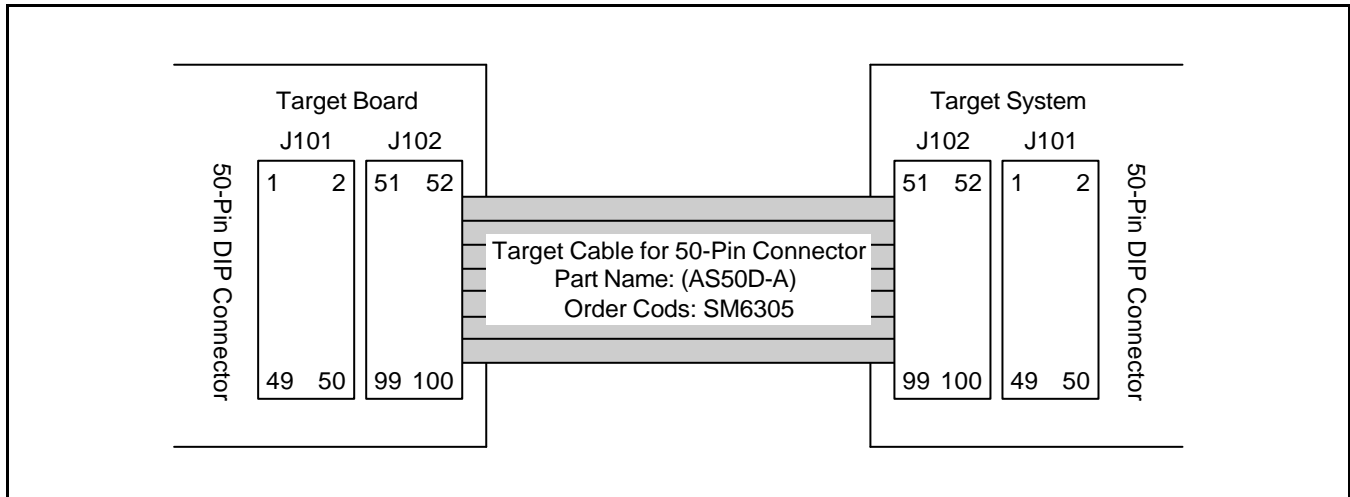 Target Board
J101 J102
50-Pin DIP Connector
1 2 51 52
49 50 99 100
Target Cable for 50-Pin Connector
Part Name: (AS50D-A)
Order Cods: SM6305
Target System
J102 J101
51 52 1 2
99 100 49 50
50-Pin DIP Connector